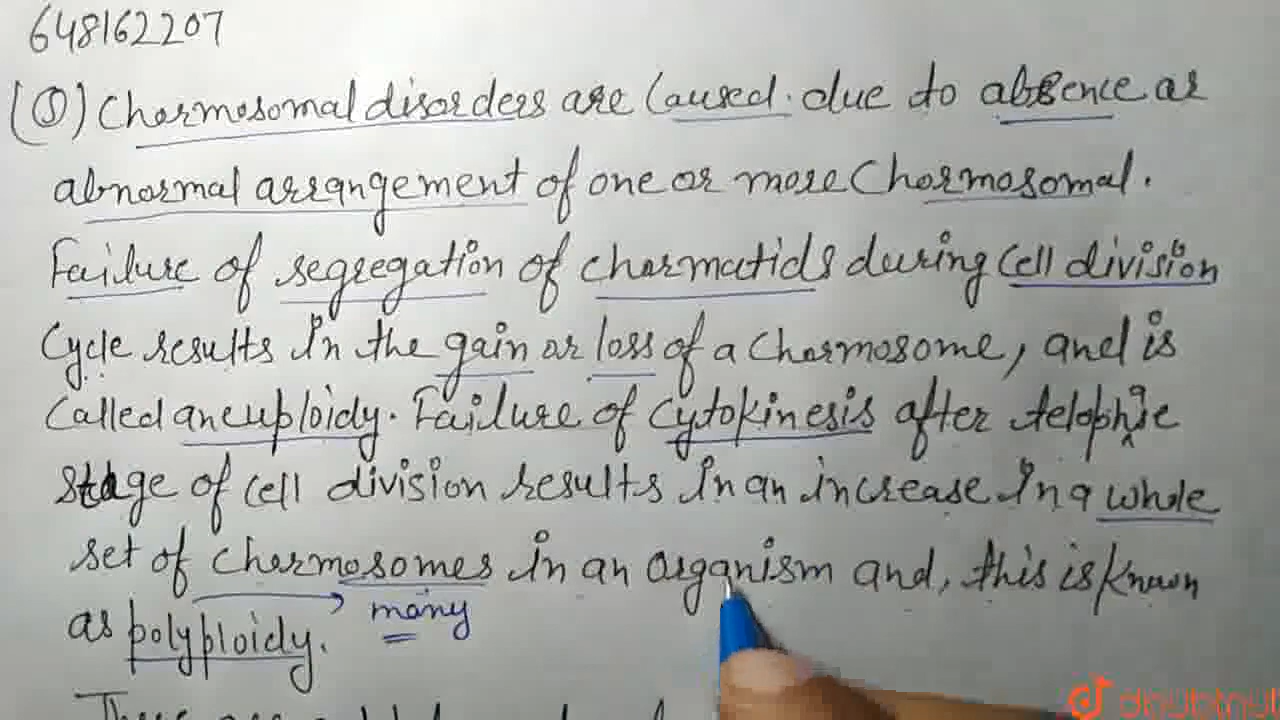 648162207
(J) Chormosomal disorders are Caused. due to absence or
abnormal arrangement of one or more Chormosomal.
Failure of segregation of chormatids during Cell division
Cycle results in the gain or loss of a chormosome, and is
Called aneuploidy. Failure of cytokinesis after telophase
stage of cell division results in an increase in a whole
set of chormosomes in an organism and, this is known
as polyploidy. many
doubtnut